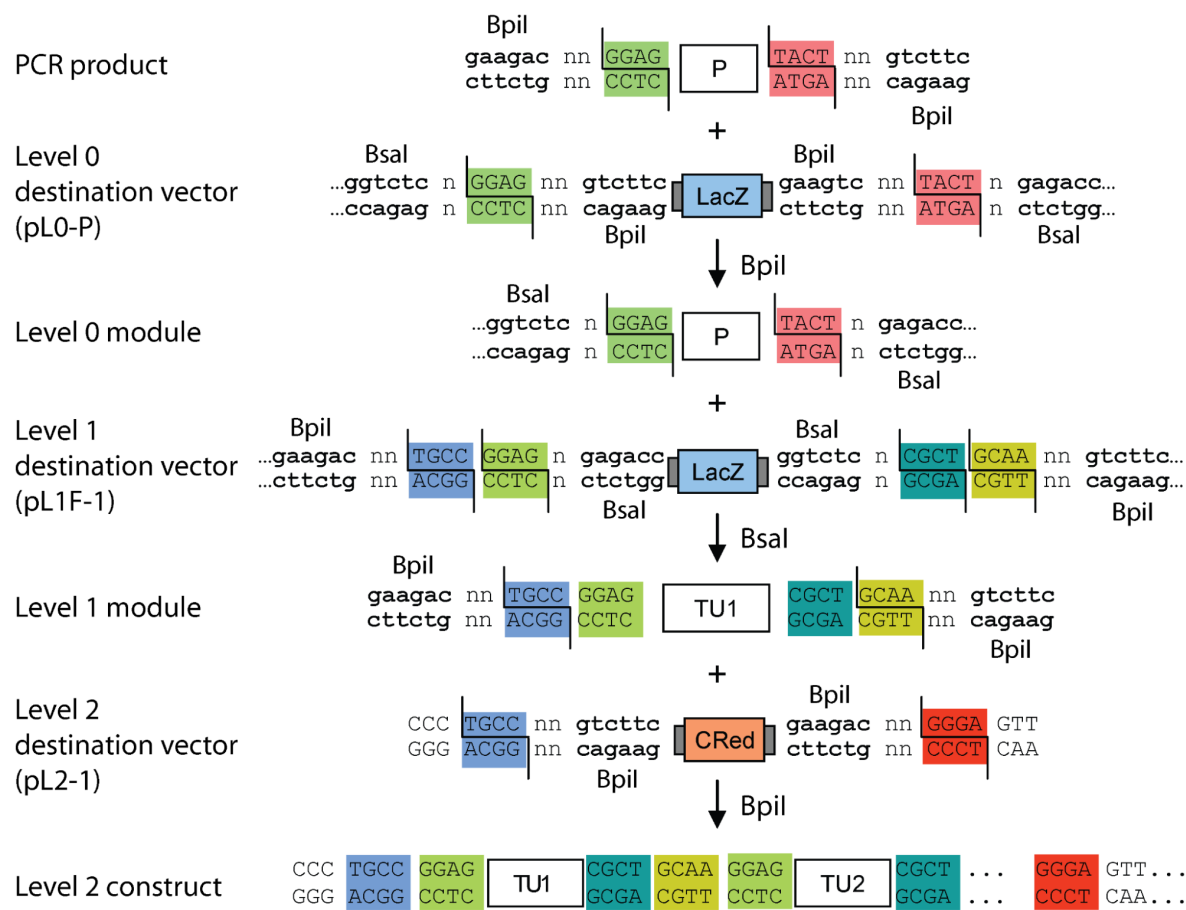 BpiI
PCR product
gaagac nn GGAG P TACT nn gtcttc
cttctg nn CCTC ATGA nn cagaag
BpiI
+
Level 0
destination vector
(pL0-P)
BsaI BpiI
...ggtctc n GGAG nn gtcttc LacZ gaagtc nn TACT n gagacc...
...ccagag n CCTC nn cagaag cttctg nn ATGA n ctctgg...
BpiI BsaI
BpiI
Level 0 module
BsaI
...ggtctc n GGAG P TACT n gagacc...
...ccagag n CCTC ATGA n ctctgg...
BsaI
+
Level 1
destination vector
(pL1F-1)
BpiI BsaI
...gaagac nn TGCC GGAG n gagacc LacZ ggtctc n CGCT GCAA nn gtcttc...
...cttctg nn ACGG CCTC n ctctgg ccagag n GCGA CGTT nn cagaag...
BsaI BpiI
BsaI
Level 1 module
BpiI
gaagac nn TGCC GGAG TU1 CGCT GCAA nn gtcttc
cttctg nn ACGG CCTC GCGA CGTT nn cagaag
BpiI
+
Level 2
destination vector
(pL2-1)
BpiI
CCC TGCC nn gtcttc CRed gaagac nn GGGA GTT
GGG ACGG nn cagaag cttctg nn CCCT CAA
BpiI
BpiI
Level 2 construct
CCC TGCC GGAG TU1 CGCT GCAA GGAG TU2 CGCT ... GGGA GTT...
GGG ACGG CCTC GCGA CGTT CCTC GCGA ... CCCT CAA...